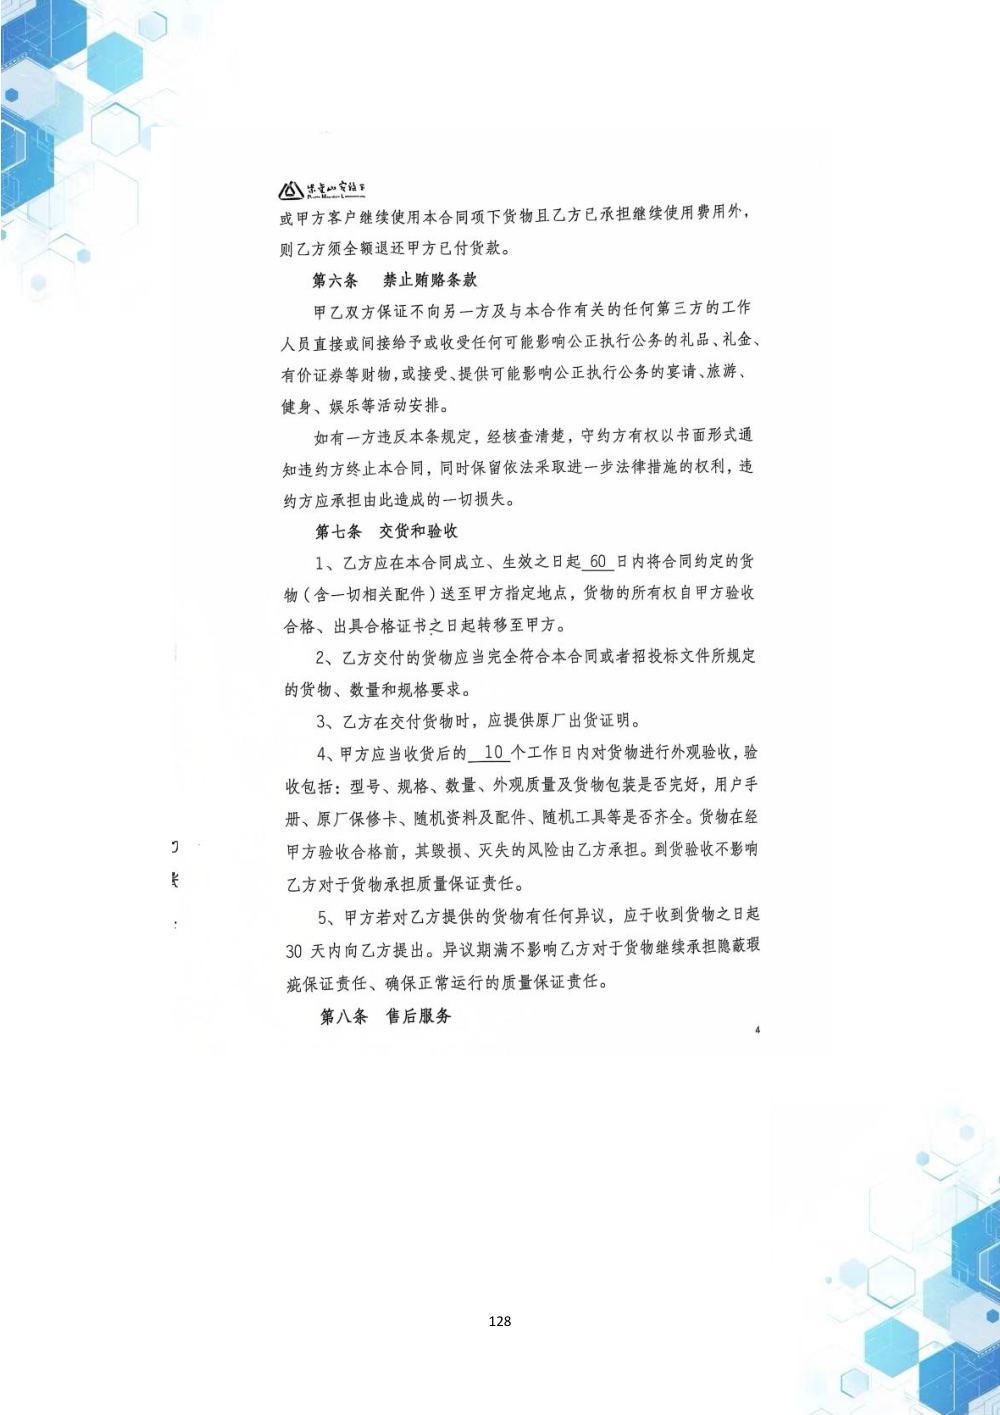 紫金山实验室
或甲方客户继续使用本合同项下货物且乙方已承担继续使用费用外，
则乙方须全额退还甲方已付货款。
第六条 禁止贿赂条款
甲乙双方保证不向另一方及与本合作有关的任何第三方的工作
人员直接或间接给予或收受任何可能影响公正执行公务的礼品、礼金、
有价证券等财物,或接受、提供可能影响公正执行公务的宴请、旅游、
健身、娱乐等活动安排。
如有一方违反本条规定，经核查清楚，守约方有权以书面形式通
知违约方终止本合同，同时保留依法采取进一步法律措施的权利，违
约方应承担由此造成的一切损失。
第七条 交货和验收
1、乙方应在本合同成立、生效之日起 60 日内将合同约定的货
物（含一切相关配件）送至甲方指定地点，货物的所有权自甲方验收
合格、出具合格证书之日起转移至甲方。
2、乙方交付的货物应当完全符合本合同或者招投标文件所规定
的货物、数量和规格要求。
3、乙方在交付货物时，应提供原厂出货证明。
4、甲方应当收货后的 10 个工作日内对货物进行外观验收，验
收包括：型号、规格、数量、外观质量及货物包装是否完好，用户手
册、原厂保修卡、随机资料及配件、随机工具等是否齐全。货物在经
甲方验收合格前，其毁损、灭失的风险由乙方承担。到货验收不影响
乙方对于货物承担质量保证责任。
5、甲方若对乙方提供的货物有任何异议，应于收到货物之日起
30 天内向乙方提出。异议期满不影响乙方对于货物继续承担隐蔽瑕
疵保证责任、确保正常运行的质量保证责任。
第八条 售后服务
4
128